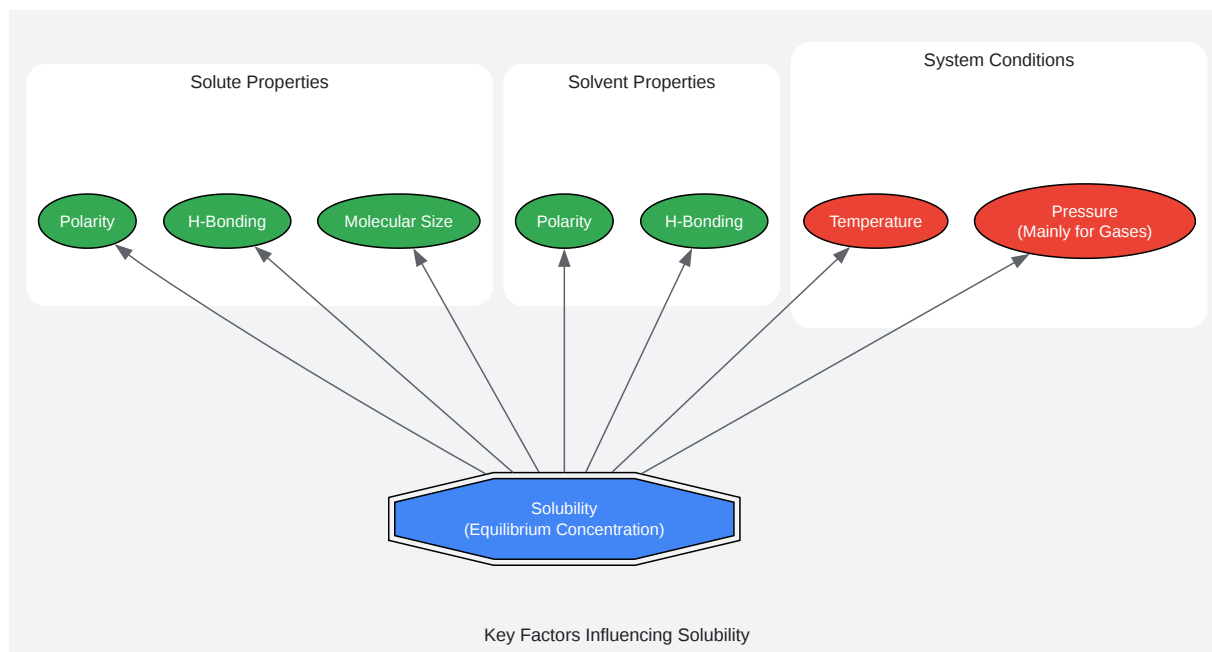 Solute Properties
Solvent Properties
System Conditions
Polarity
H-Bonding
Molecular Size
Polarity
H-Bonding
Temperature
Pressure
(Mainly for Gases)
Solubility
(Equilibrium Concentration)
Key Factors Influencing Solubility